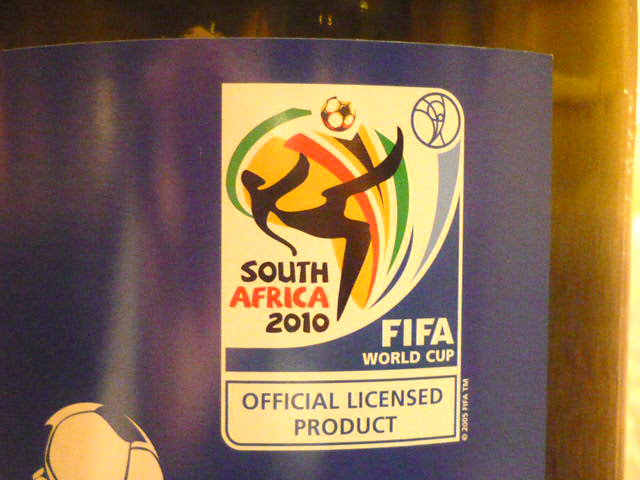 SOUTH
AFRICA
2010
FIFA
WORLD CUP
OFFICIAL LICENSED
PRODUCT
© 2005 FIFA TM